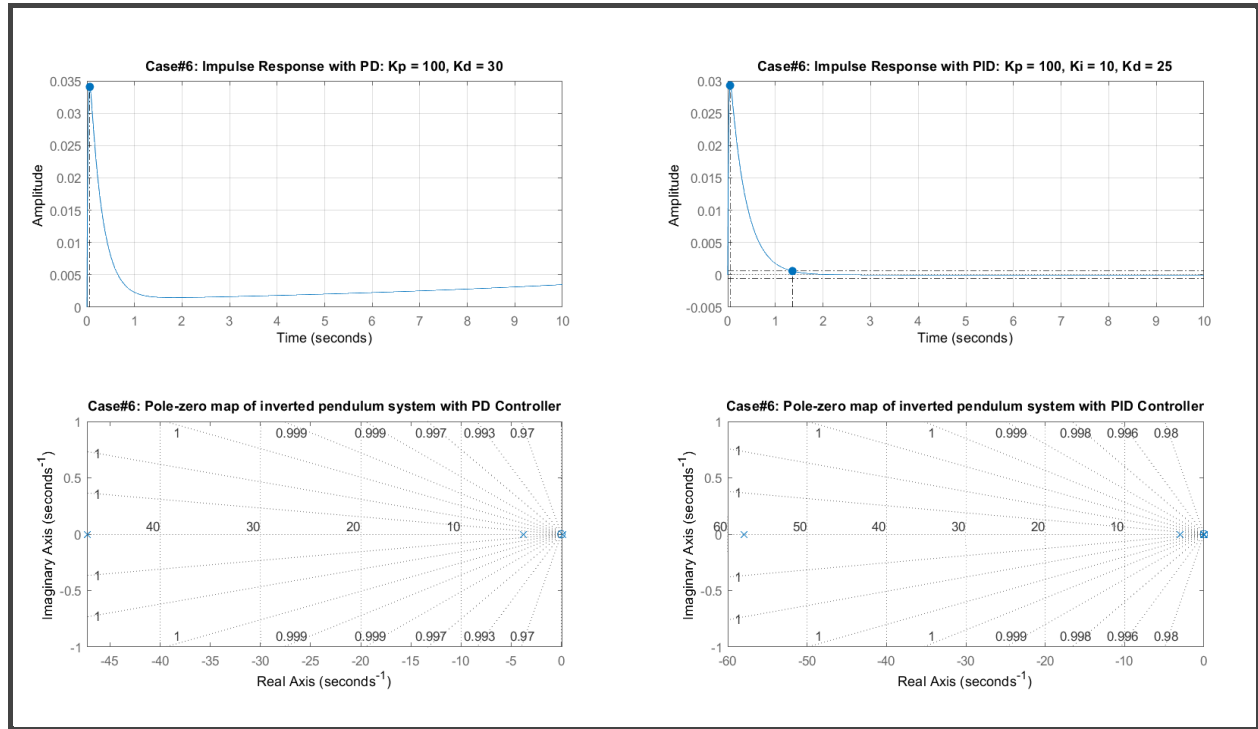 Case#6: Impulse Response with PD: Kp = 100, Kd = 30
0.035
0.03
0.025
0.02
0.015
0.01
0.005
0
Amplitude
0 1 2 3 4 5 6 7 8 9 10
Time (seconds)
Case#6: Impulse Response with PID: Kp = 100, Ki = 10, Kd = 25
0.03
0.025
0.02
0.015
0.01
0.005
0
-0.005
Amplitude
0 1 2 3 4 5 6 7 8 9 10
Time (seconds)
Case#6: Pole-zero map of inverted pendulum system with PD Controller
1
0.5
0
-0.5
-1
Imaginary Axis (seconds-1)
1 0.999 0.999 0.997 0.993 0.97
1
1
40 30 20 10
1
1
1 0.999 0.999 0.997 0.993 0.97
-45 -40 -35 -30 -25 -20 -15 -10 -5 0
Real Axis (seconds-1)
Case#6: Pole-zero map of inverted pendulum system with PID Controller
1
0.5
0
-0.5
-1
Imaginary Axis (seconds-1)
1 1 0.999 0.998 0.996 0.98
1
1
60 50 40 30 20 10
1
1
1 1 0.999 0.998 0.996 0.98
-60 -50 -40 -30 -20 -10 0
Real Axis (seconds-1)